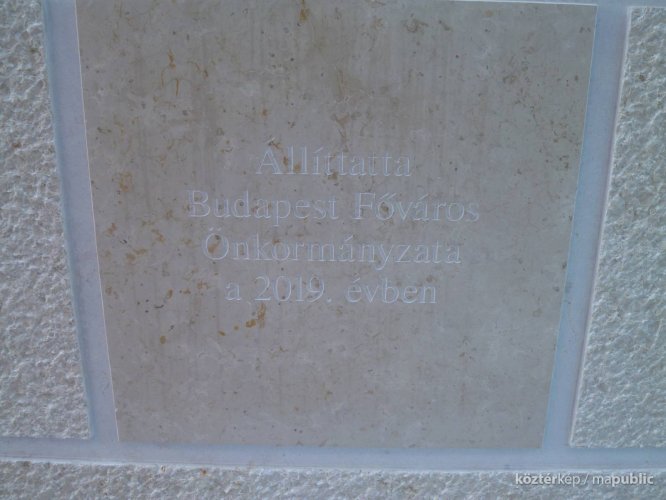 Állíttatta
Budapest Főváros
Önkormányzata
a 2019. évben
köztérkép / mapublic